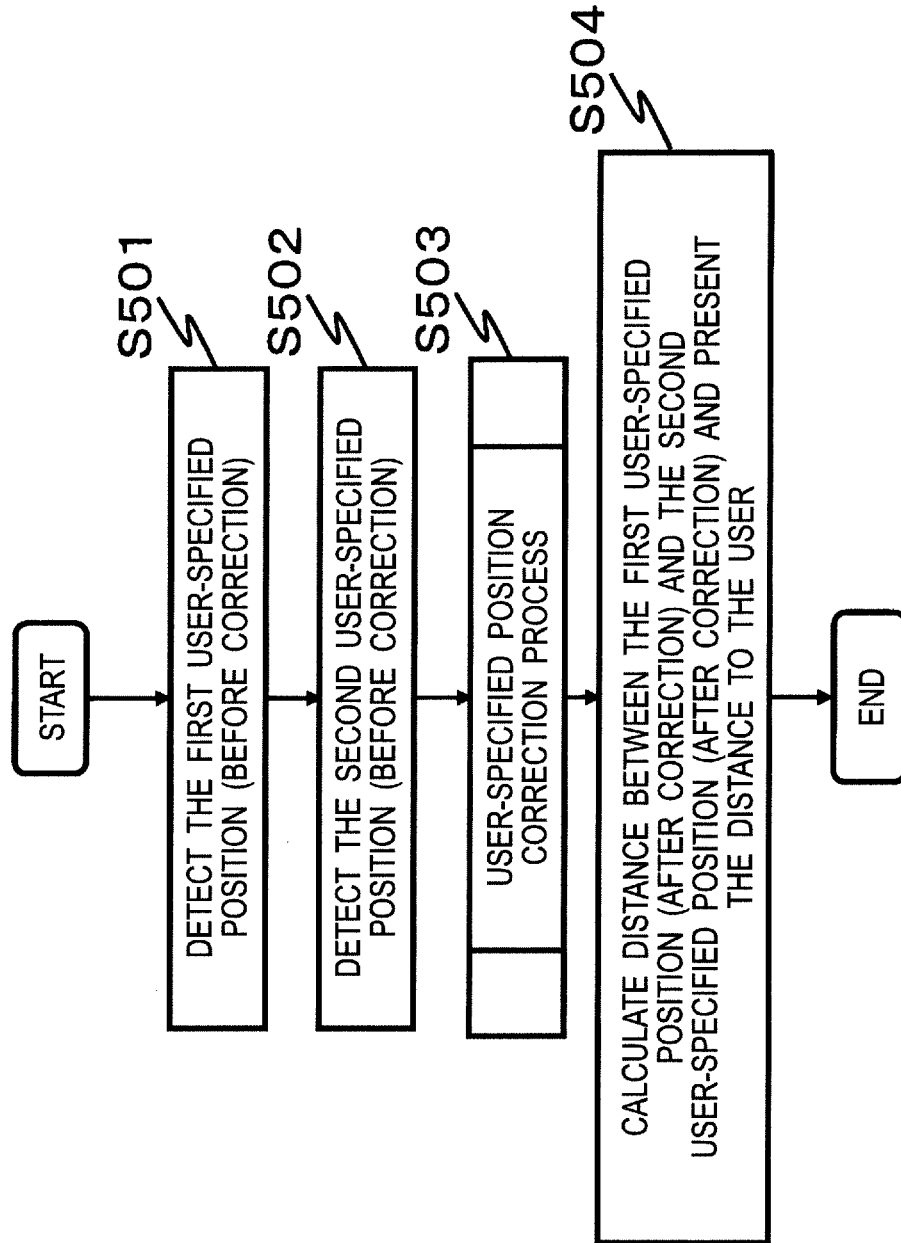 START
S501
DETECT THE FIRST USER-SPECIFIED
POSITION (BEFORE CORRECTION)
S502
DETECT THE SECOND USER-SPECIFIED
POSITION (BEFORE CORRECTION)
S503
USER-SPECIFIED POSITION
CORRECTION PROCESS
S504
CALCULATE DISTANCE BETWEEN THE FIRST USER-SPECIFIED
POSITION (AFTER CORRECTION) AND THE SECOND
USER-SPECIFIED POSITION (AFTER CORRECTION) AND PRESENT
THE DISTANCE TO THE USER
END